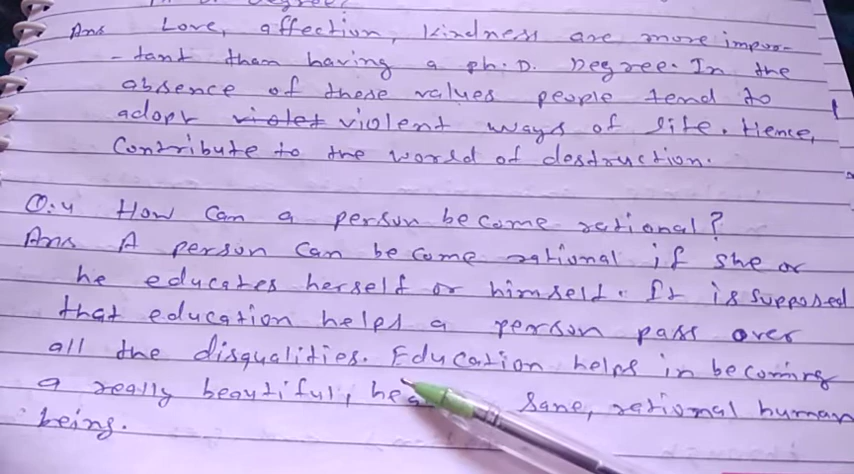 Ans Love, affection, kindness are more impor-
-tant than having a Ph.D. Degree. In the
absence of these values people tend to
adopt violet violent ways of life. Hence,
Contribute to the world of destruction.
Q.4 How Can a person become rational?
Ans A person can become rational if she or
he educates herself or himself. It is supposed
that education helps a person pass over
all the disqualities. Education helps in becoming
a really beautiful, sane, rational human
being.